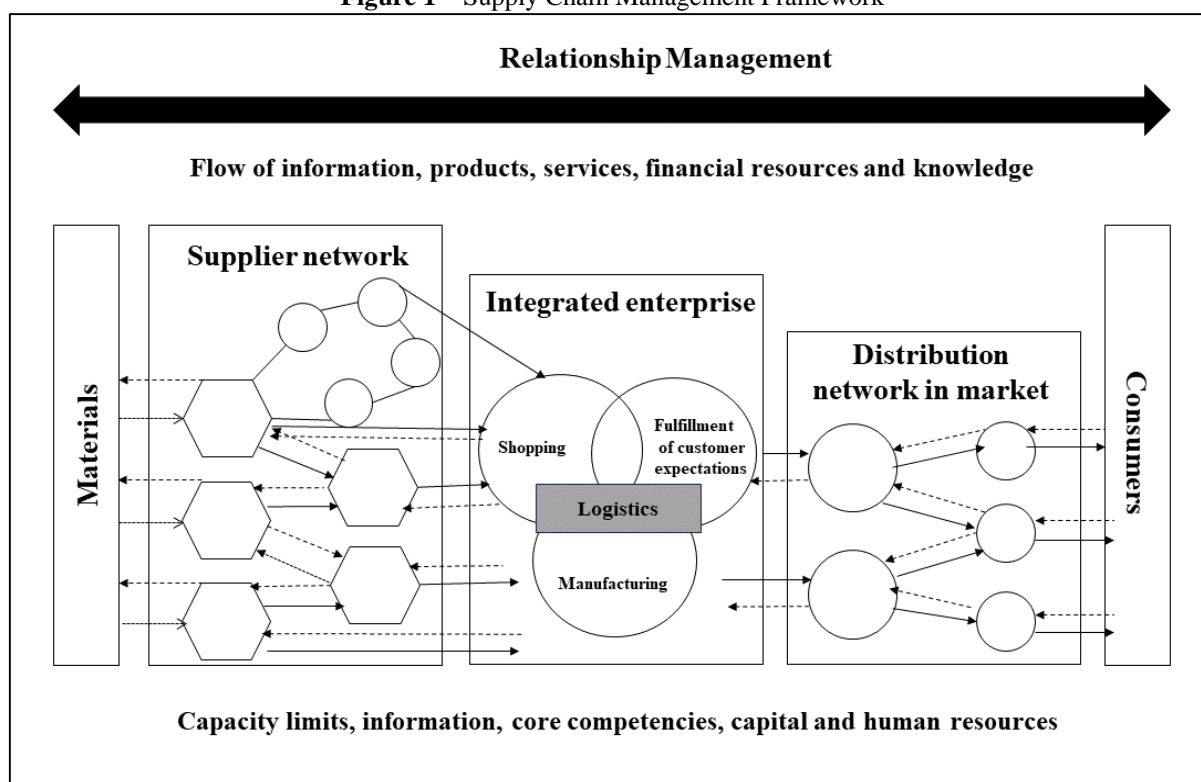 Figure 1 – Supply Chain Management Framework
Relationship Management
Flow of information, products, services, financial resources and knowledge
Materials
Supplier network
Integrated enterprise
Shopping
Fulfillment
of customer
expectations
Logistics
Manufacturing
Distribution
network in market
Consumers
Capacity limits, information, core competencies, capital and human resources